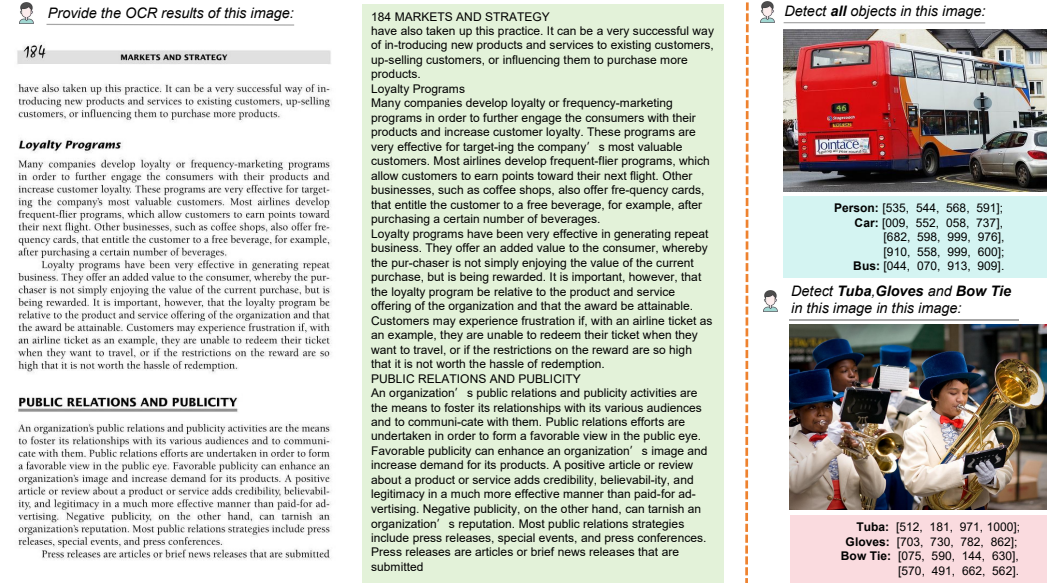 Provide the OCR results of this image:
184
MARKETS AND STRATEGY
have also taken up this practice. It can be a very successful way of in-
troducing new products and services to existing customers, up-selling
customers, or influencing them to purchase more products.
Loyalty Programs
Many companies develop loyalty or frequency-marketing programs
in order to further engage the consumers with their products and
increase customer loyalty. These programs are very effective for target-
ing the company's most valuable customers. Most airlines develop
frequent-flier programs, which allow customers to earn points toward
their next flight. Other businesses, such as coffee shops, also offer fre-
quency cards, that entitle the customer to a free beverage, for example,
after purchasing a certain number of beverages.
Loyalty programs have been very effective in generating repeat
business. They offer an added value to the consumer, whereby the pur-
chaser is not simply enjoying the value of the current purchase, but is
being rewarded. It is important, however, that the loyalty program be
relative to the product and service offering of the organization and that
the award be attainable. Customers may experience frustration if, with
an airline ticket as an example, they are unable to redeem their ticket
when they want to travel, or if the restrictions on the reward are so
high that it is not worth the hassle of redemption.
PUBLIC RELATIONS AND PUBLICITY
An organization's public relations and publicity activities are the means
to foster its relationships with its various audiences and to communi-
cate with them. Public relations efforts are undertaken in order to form
a favorable view in the public eye. Favorable publicity can enhance an
organization's image and increase demand for its products. A positive
article or review about a product or service adds credibility, believabil-
ity, and legitimacy in a much more effective manner than paid-for ad-
vertising. Negative publicity, on the other hand, can tarnish an
organization's reputation. Most public relations strategies include press
releases, special events, and press conferences.
Press releases are articles or brief news releases that are submitted
184 MARKETS AND STRATEGY
have also taken up this practice. It can be a very successful way
of in-troducing new products and services to existing customers,
up-selling customers, or influencing them to purchase more
products.
Loyalty Programs
Many companies develop loyalty or frequency-marketing
programs in order to further engage the consumers with their
products and increase customer loyalty. These programs are
very effective for target-ing the company's most valuable
customers. Most airlines develop frequent-flier programs, which
allow customers to earn points toward their next flight. Other
businesses, such as coffee shops, also offer fre-quency cards,
that entitle the customer to a free beverage, for example, after
purchasing a certain number of beverages.
Loyalty programs have been very effective in generating repeat
business. They offer an added value to the consumer, whereby
the pur-chaser is not simply enjoying the value of the current
purchase, but is being rewarded. It is important, however, that
the loyalty program be relative to the product and service
offering of the organization and that the award be attainable.
Customers may experience frustration if, with an airline ticket as
an example, they are unable to redeem their ticket when they
want to travel, or if the restrictions on the reward are so high
that it is not worth the hassle of redemption.
PUBLIC RELATIONS AND PUBLICITY
An organization's public relations and publicity activities are
the means to foster its relationships with its various audiences
and to communi-cate with them. Public relations efforts are
undertaken in order to form a favorable view in the public eye.
Favorable publicity can enhance an organization's image and
increase demand for its products. A positive article or review
about a product or service adds credibility, believabil-ity, and
legitimacy in a much more effective manner than paid-for ad-
vertising. Negative publicity, on the other hand, can tarnish an
organization's reputation. Most public relations strategies
include press releases, special events, and press conferences.
Press releases are articles or brief news releases that are
submitted
Detect all objects in this image:
46
Stagecoach
jointace
Person: [535, 544, 568, 591];
Car: [009, 552, 058, 737],
[682, 598, 999, 976],
[910, 558, 999, 600];
Bus: [044, 070, 913, 909].
Detect Tuba,Gloves and Bow Tie
in this image in this image:
Tuba: [512, 181, 971, 1000];
Gloves: [703, 730, 782, 862];
Bow Tie: [075, 590, 144, 630],
[570, 491, 662, 562].